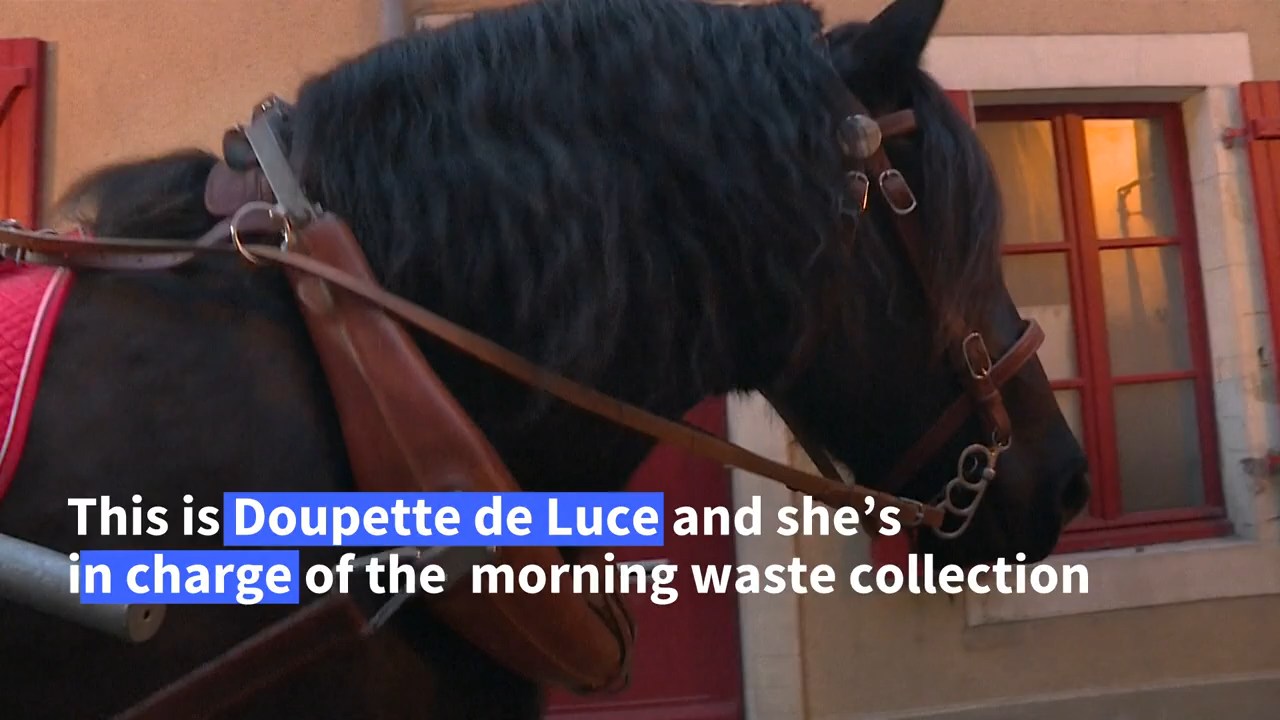 This is Doupette de Luce and she’s
in charge of the  morning waste collection